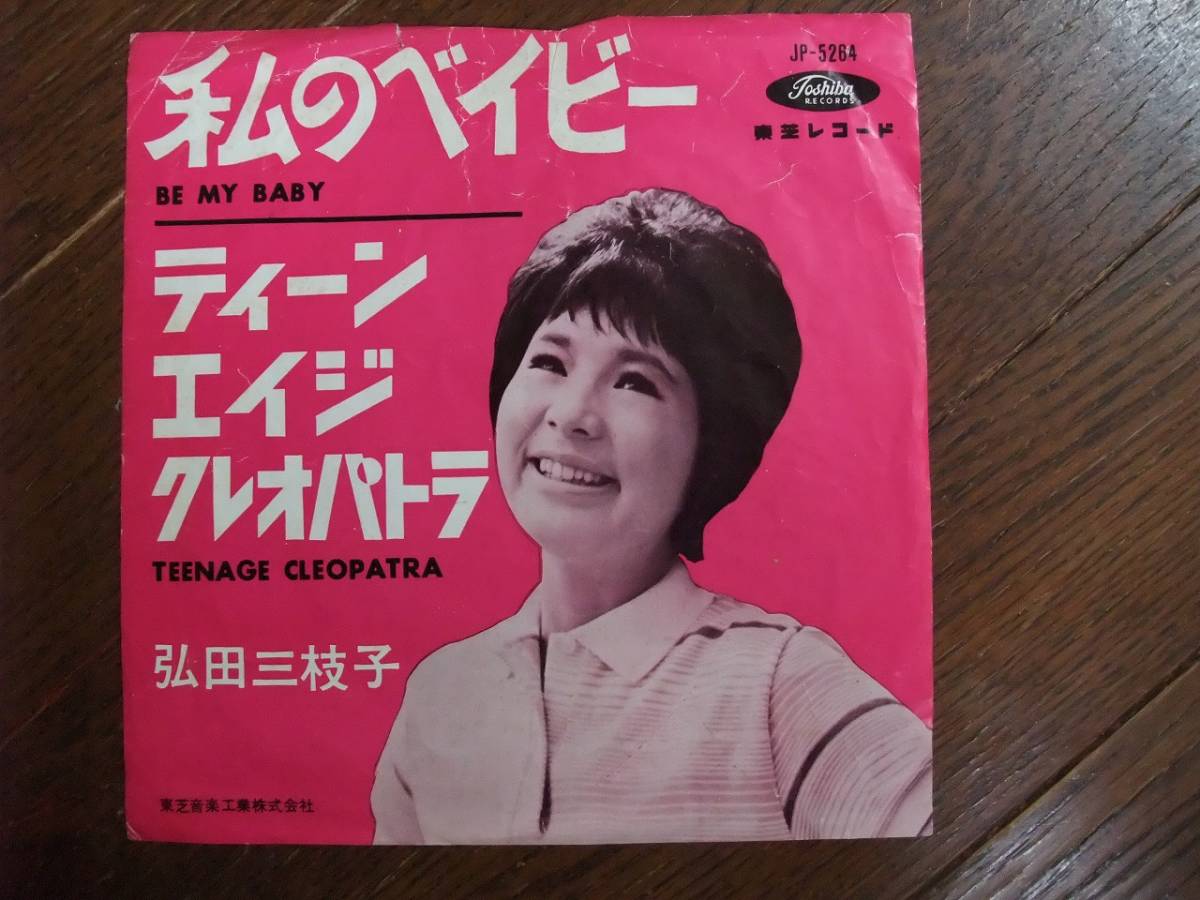 私のベイビー
BE MY BABY
ティーン
エイジ
クレオパトラ
TEENAGE CLEOPATRA
弘田三枝子
東芝音楽工業株式会社
JP-5264
Toshiba
RECORDS
東芝レコード